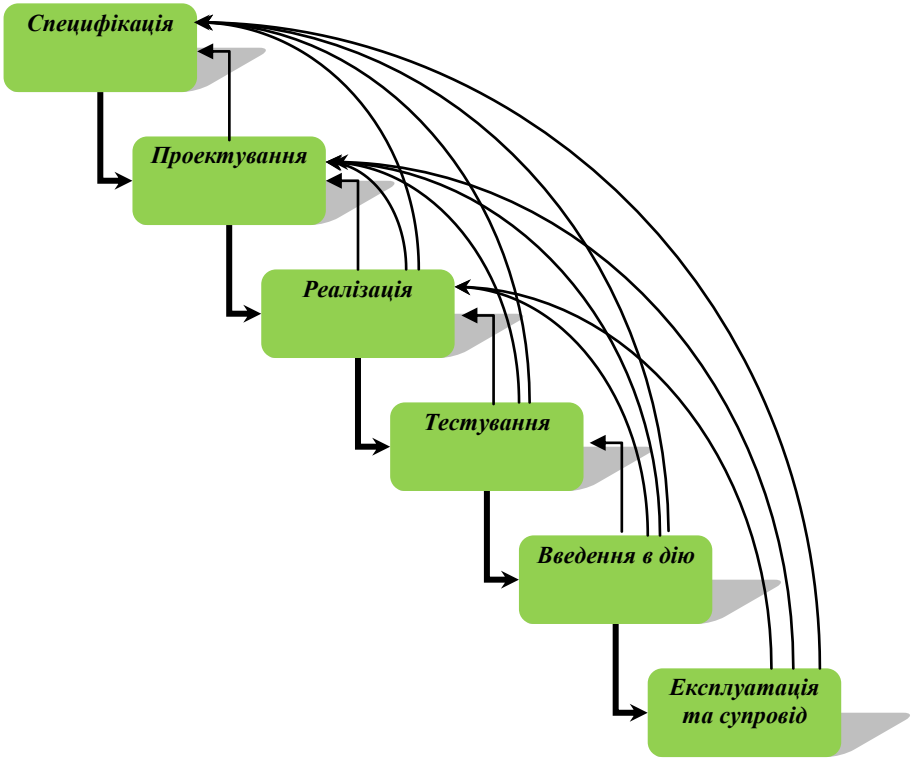 Специфікація
Проектування
Реалізація
Тестування
Введення в дію
Експлуатація
та супровід